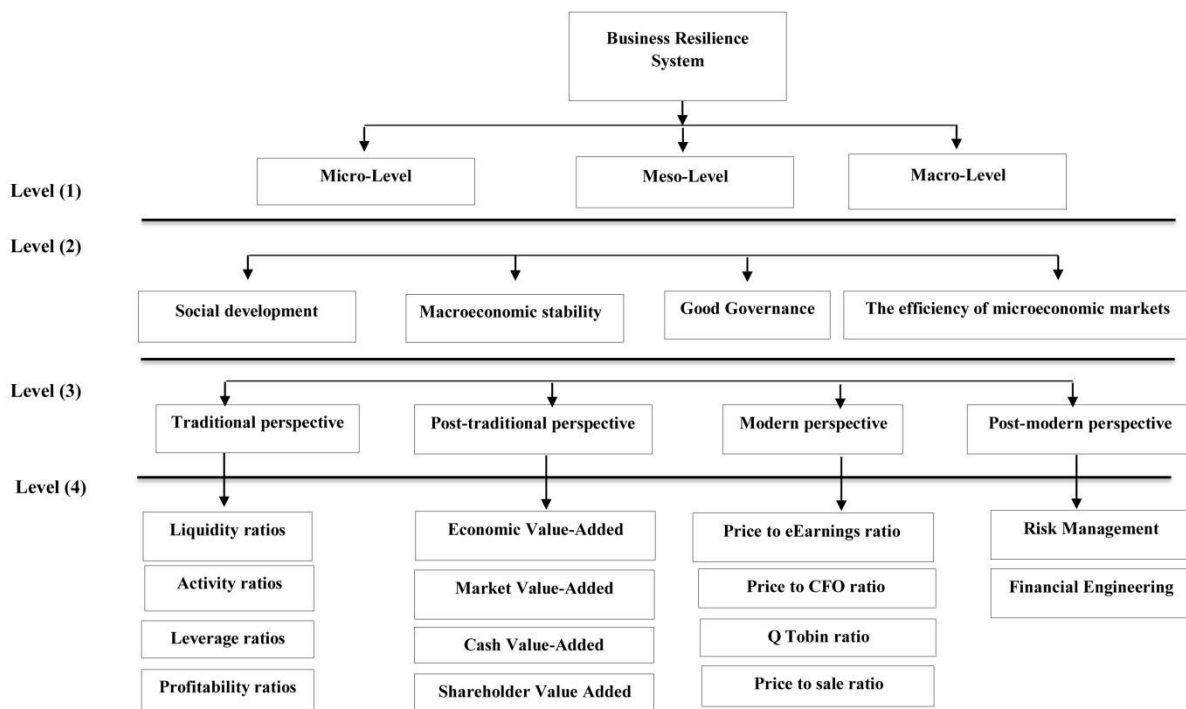 Business Resilience
System
Micro-Level
Meso-Level
Macro-Level
Level (1)
Level (2)
Social development
Macroeconomic stability
Good Governance
The efficiency of microeconomic markets
Level (3)
Traditional perspective
Post-traditional perspective
Modern perspective
Post-modern perspective
Level (4)
Liquidity ratios
Economic Value-Added
Price to eEarnings ratio
Risk Management
Activity ratios
Market Value-Added
Price to CFO ratio
Financial Engineering
Leverage ratios
Cash Value-Added
Q Tobin ratio
Profitability ratios
Shareholder Value Added
Price to sale ratio